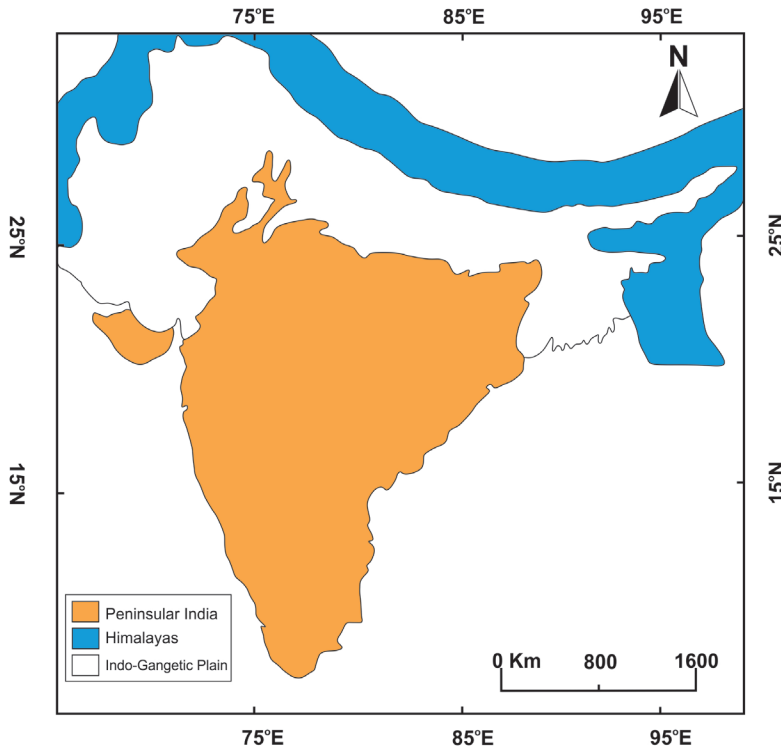 75°E 85°E 95°E
N
25°N 25°N
15°N 15°N
Peninsular India
Himalayas
Indo-Gangetic Plain
0 Km 800 1600
75°E 85°E 95°E